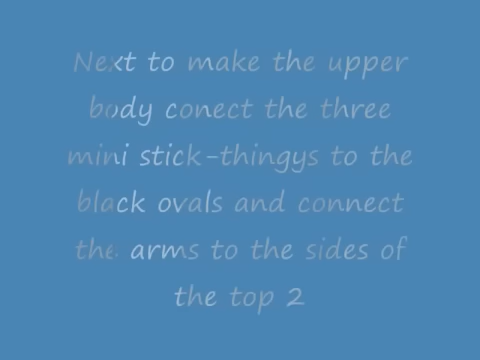 Next to make the upper
body conect the three
mini stick-thingys to the
black ovals and connect
the arms to the sides of
the top 2